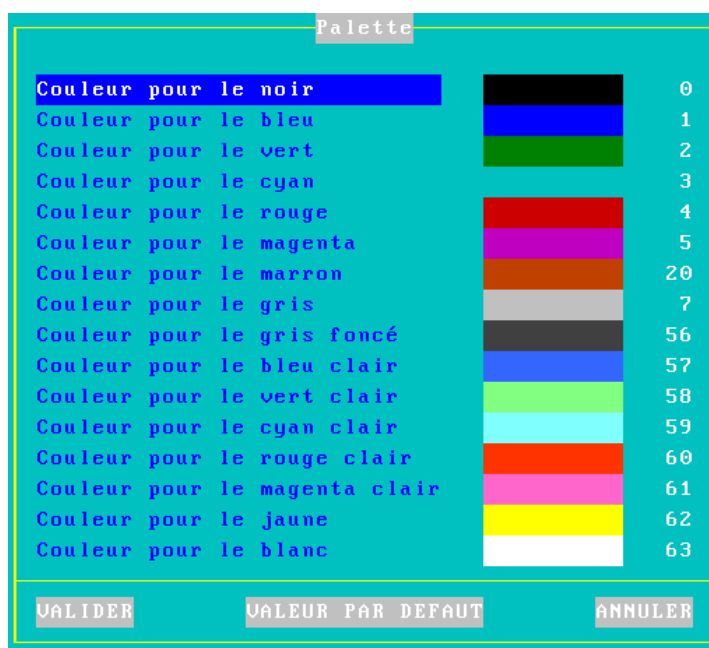 Palette
Couleur pour le noir 0
Couleur pour le bleu 1
Couleur pour le vert 2
Couleur pour le cyan 3
Couleur pour le rouge 4
Couleur pour le magenta 5
Couleur pour le marron 20
Couleur pour le gris 7
Couleur pour le gris foncé 56
Couleur pour le bleu clair 57
Couleur pour le vert clair 58
Couleur pour le cyan clair 59
Couleur pour le rouge clair 60
Couleur pour le magenta clair 61
Couleur pour le jaune 62
Couleur pour le blanc 63
VALIDER VALEUR PAR DEFAUT ANNULER